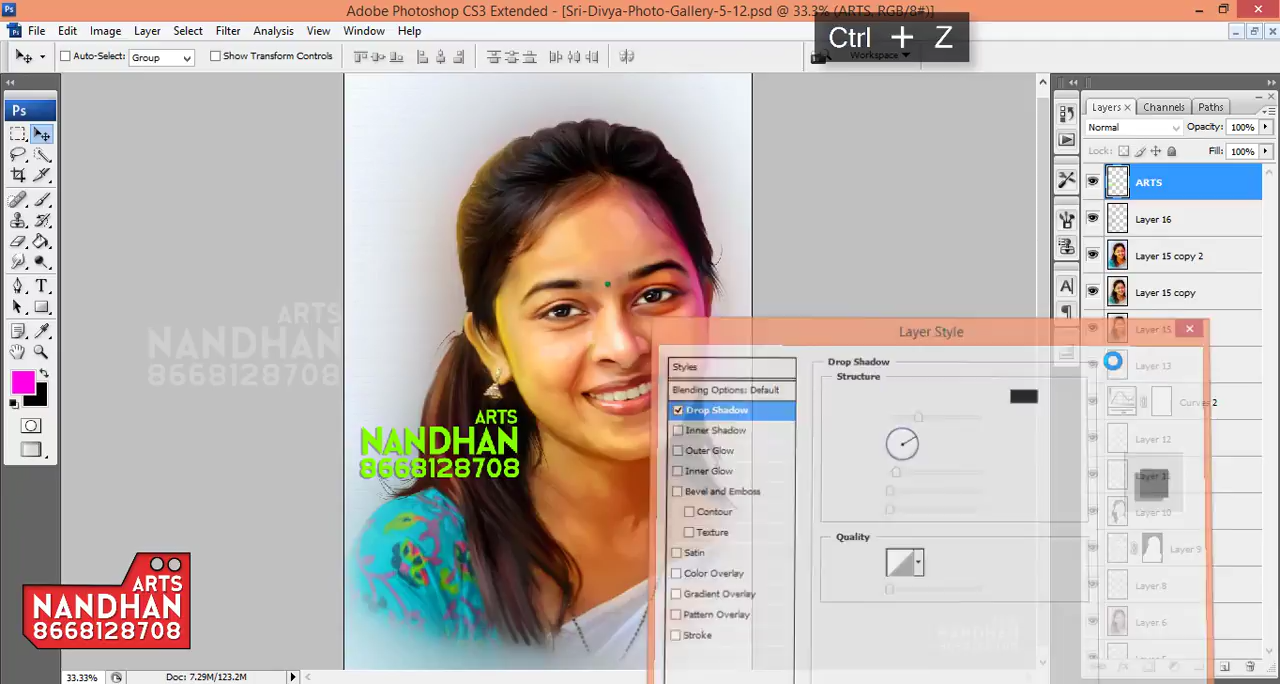 Adobe Photoshop CS3 Extended - [Sri-Divya-Photo-Gallery-5-12.psd @ 33.3% (ARTS, RGB/8#)]
Ctrl + Z
File Edit Image Layer Select Filter Analysis View Window Help
Auto-Select: Group Show Transform Controls
Workspace
Ps
Layers Channels Paths
Normal Opacity: 100%
Lock: Fill: 100%
ARTS
Layer 16
Layer 15 copy 2
Layer 15 copy
Layer 15
Layer 13
Curves 2
Layer 12
Layer 10
Layer 9
Layer 8
Layer 6
ARTS
NANDHAN
8668128708
ARTS
NANDHAN
8668128708
ARTS
NANDHAN
8668128708
Layer Style
Styles
Blending Options: Default
Drop Shadow
Inner Shadow
Outer Glow
Inner Glow
Bevel and Emboss
Contour
Texture
Satin
Color Overlay
Gradient Overlay
Pattern Overlay
Stroke
Drop Shadow
Structure
Quality
33.33% Doc: 7.29M/123.2M